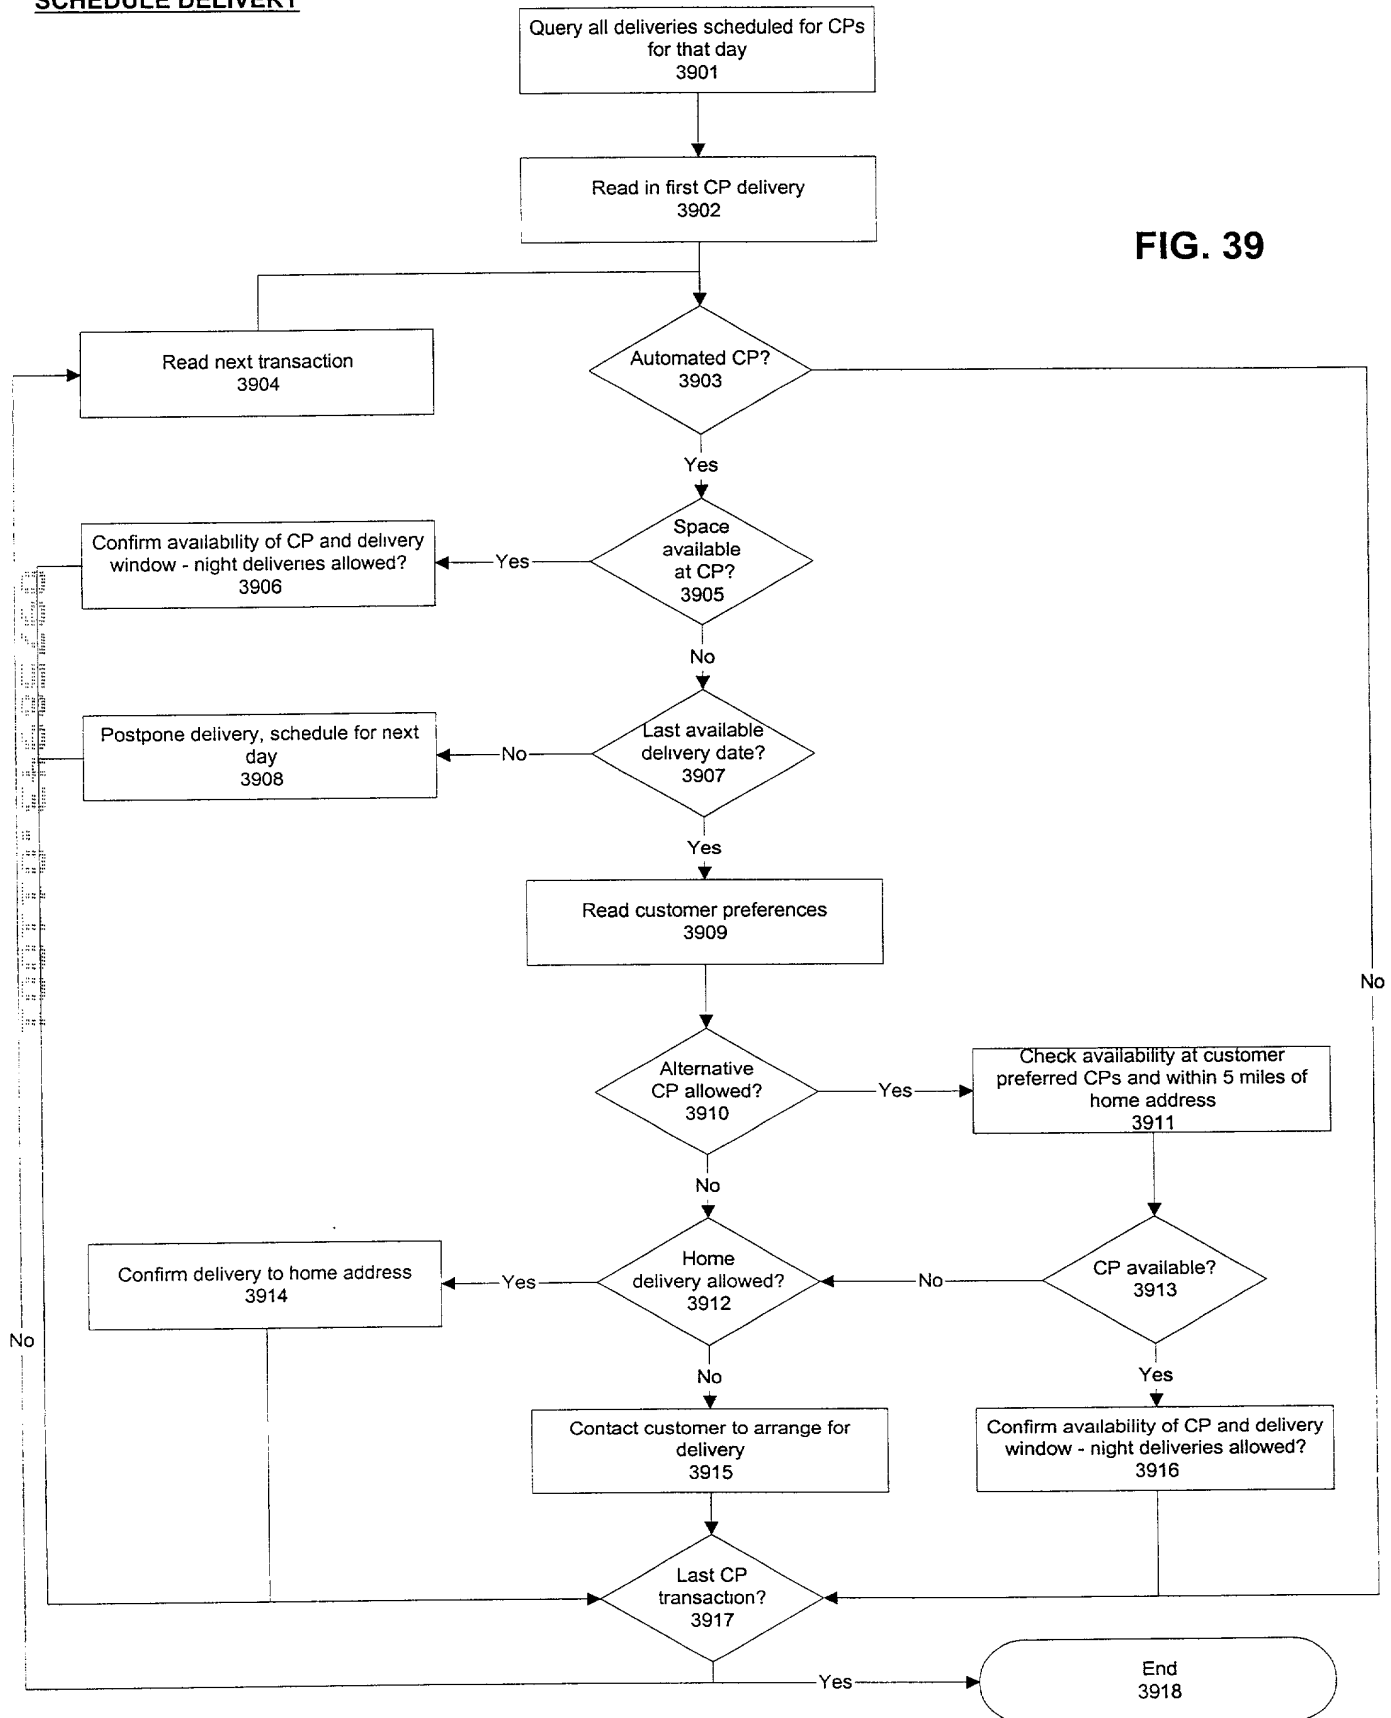 SCHEDULE DELIVERY
Query all deliveries scheduled for CPs
for that day
3901
Read in first CP delivery
3902
FIG. 39
Read next transaction
3904
Automated CP?
3903
Yes
Confirm availability of CP and delivery
window - night deliveries allowed?
3906
Yes
Space
available
at CP?
3905
No
Postpone delivery, schedule for next
day
3908
No
Last available
delivery date?
3907
Yes
Read customer preferences
3909
No
Alternative
CP allowed?
3910
Yes
Check availability at customer
preferred CPs and within 5 miles of
home address
3911
No
Confirm delivery to home address
3914
Yes
Home
delivery allowed?
3912
No
CP available?
3913
No
No
Yes
Contact customer to arrange for
delivery
3915
Confirm availability of CP and delivery
window - night deliveries allowed?
3916
Last CP
transaction?
3917
Yes
End
3918